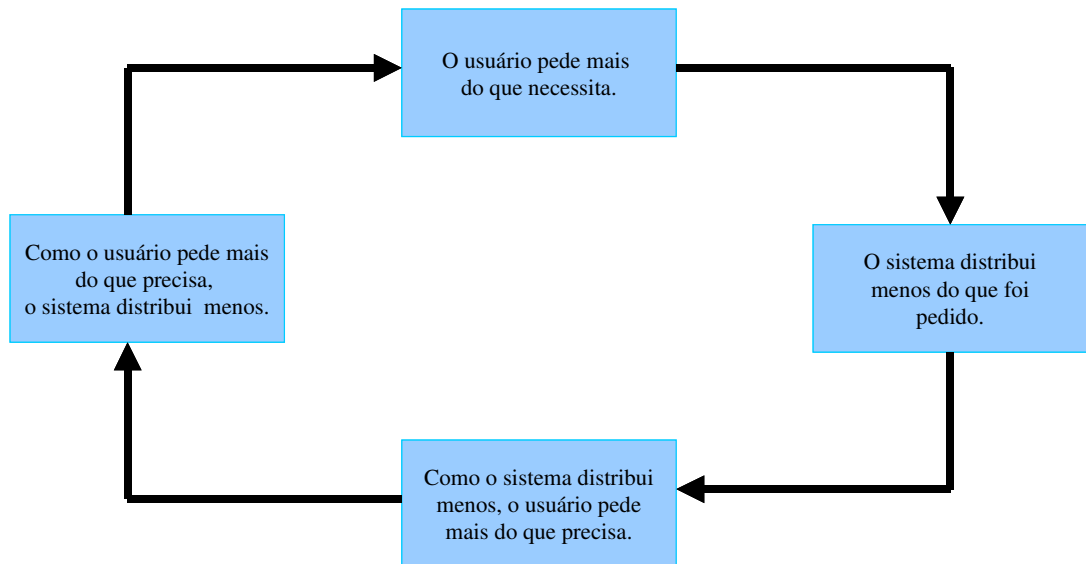 O usuário pede mais
do que necessita.
O sistema distribui
menos do que foi
pedido.
Como o sistema distribui
menos, o usuário pede
mais do que precisa.
Como o usuário pede mais
do que precisa,
o sistema distribui  menos.